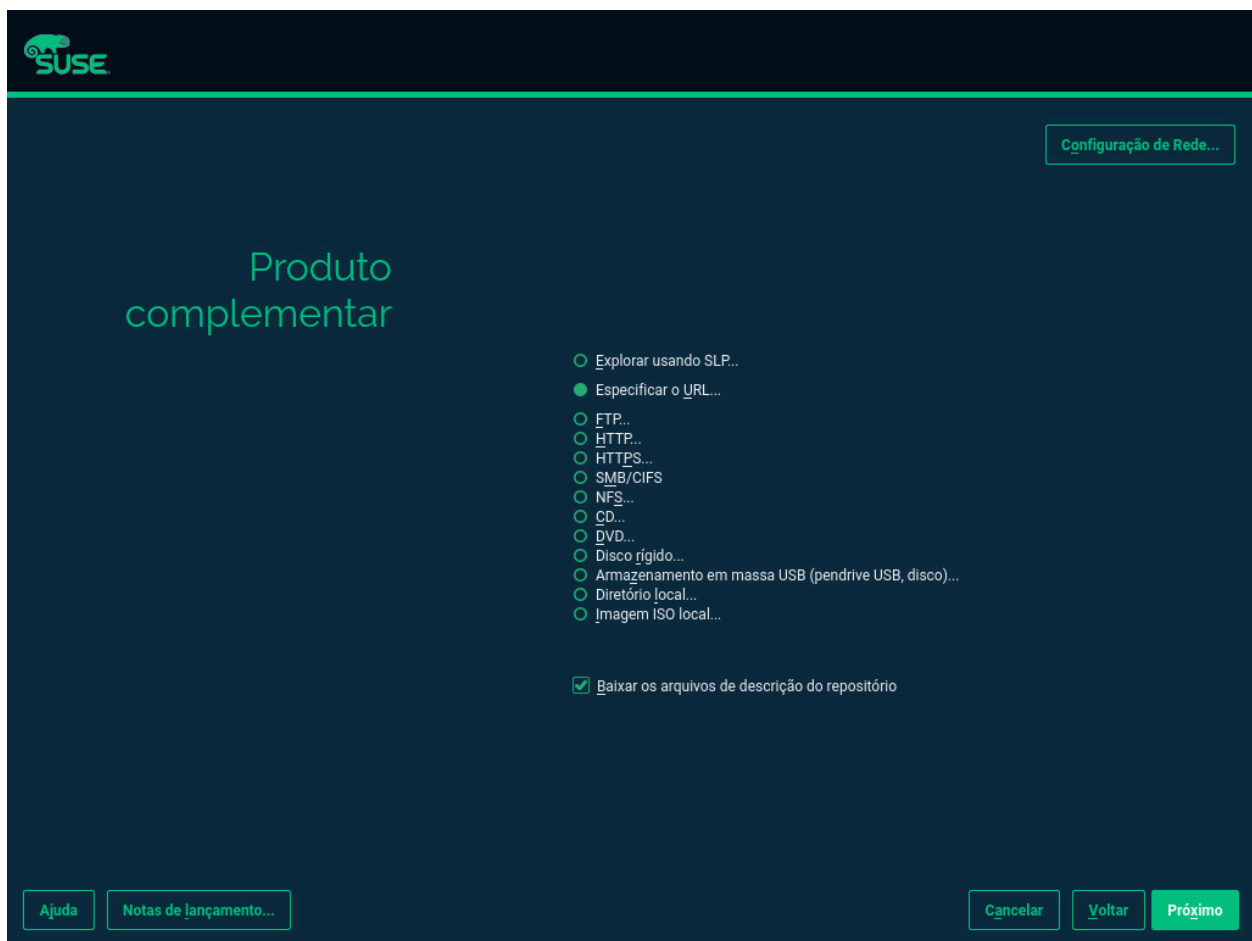 SUSE
Configuração de Rede...
Produto
complementar
Explorar usando SLP...
Especificar o URL...
FTP...
HTTP...
HTTPS...
SMB/CIFS
NFS...
CD...
DVD...
Disco rígido...
Armazenamento em massa USB (pendrive USB, disco)...
Diretório local...
Imagem ISO local...
Baixar os arquivos de descrição do repositório
Ajuda
Notas de lançamento...
Cancelar
Voltar
Próximo